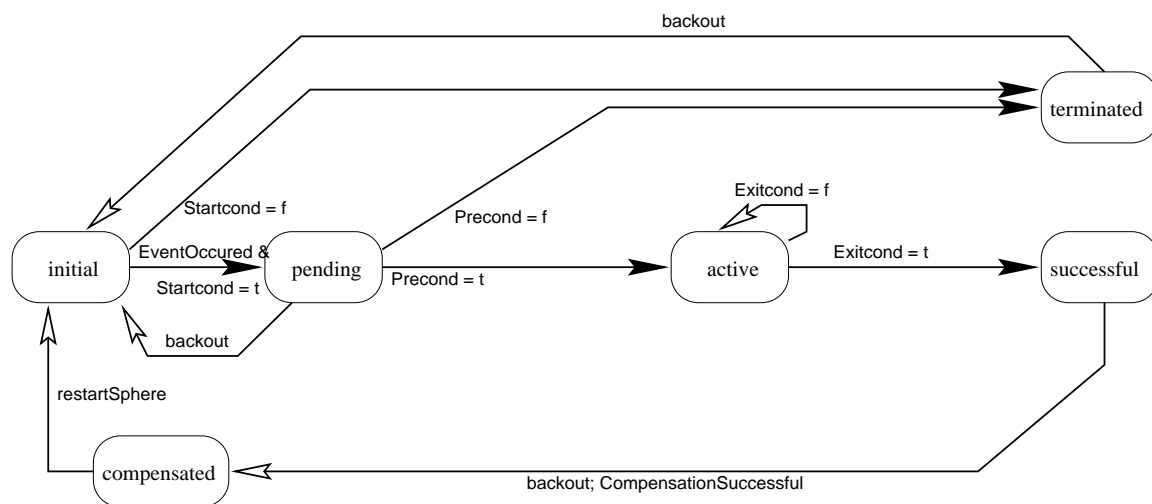 backout
terminated
Exitcond = f
Startcond = f
Precond = f
EventOccured &
Exitcond = t
initial
pending
active
successful
Startcond = t
Precond = t
backout
restartSphere
compensated
backout; CompensationSuccessful